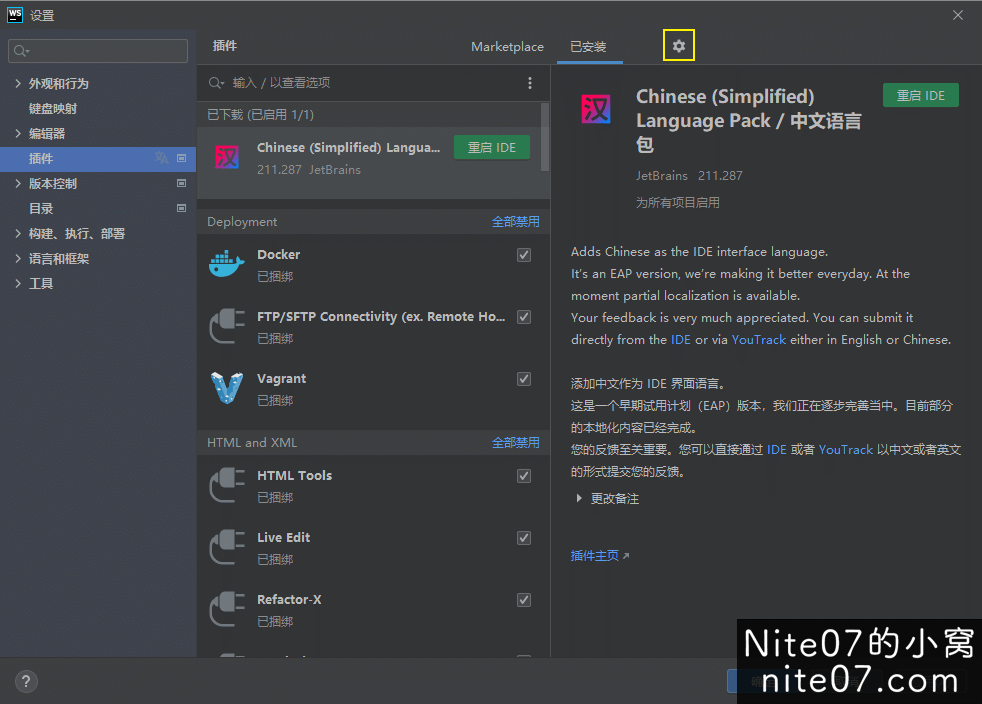 WS 设置
插件 Marketplace 已安装
输入 / 以查看选项
外观和行为
键盘映射
编辑器
插件
版本控制
目录
构建、执行、部署
语言和框架
工具
已下载 (已启用 1/1)
汉 Chinese (Simplified) Langua... 重启 IDE
211.287 JetBrains
Deployment 全部禁用
Docker
已捆绑
FTP/SFTP Connectivity (ex. Remote Ho...
已捆绑
Vagrant
已捆绑
HTML and XML 全部禁用
HTML Tools
已捆绑
Live Edit
已捆绑
Refactor-X
已捆绑
汉 Chinese (Simplified) 重启 IDE
Language Pack / 中文语言
包
JetBrains 211.287
为所有项目启用
Adds Chinese as the IDE interface language.
It's an EAP version, we're making it better everyday. At the
moment partial localization is available.
Your feedback is very much appreciated. You can submit it
directly from the IDE or via YouTrack either in English or Chinese.
添加中文作为 IDE 界面语言。
这是一个早期试用计划（EAP）版本，我们正在逐步完善当中。目前部分
的本地化内容已经完成。
您的反馈至关重要。您可以直接通过 IDE 或者 YouTrack 以中文或者英文
的形式提交您的反馈。
更改备注
插件主页
?
Nite07的小窝
nite07.com